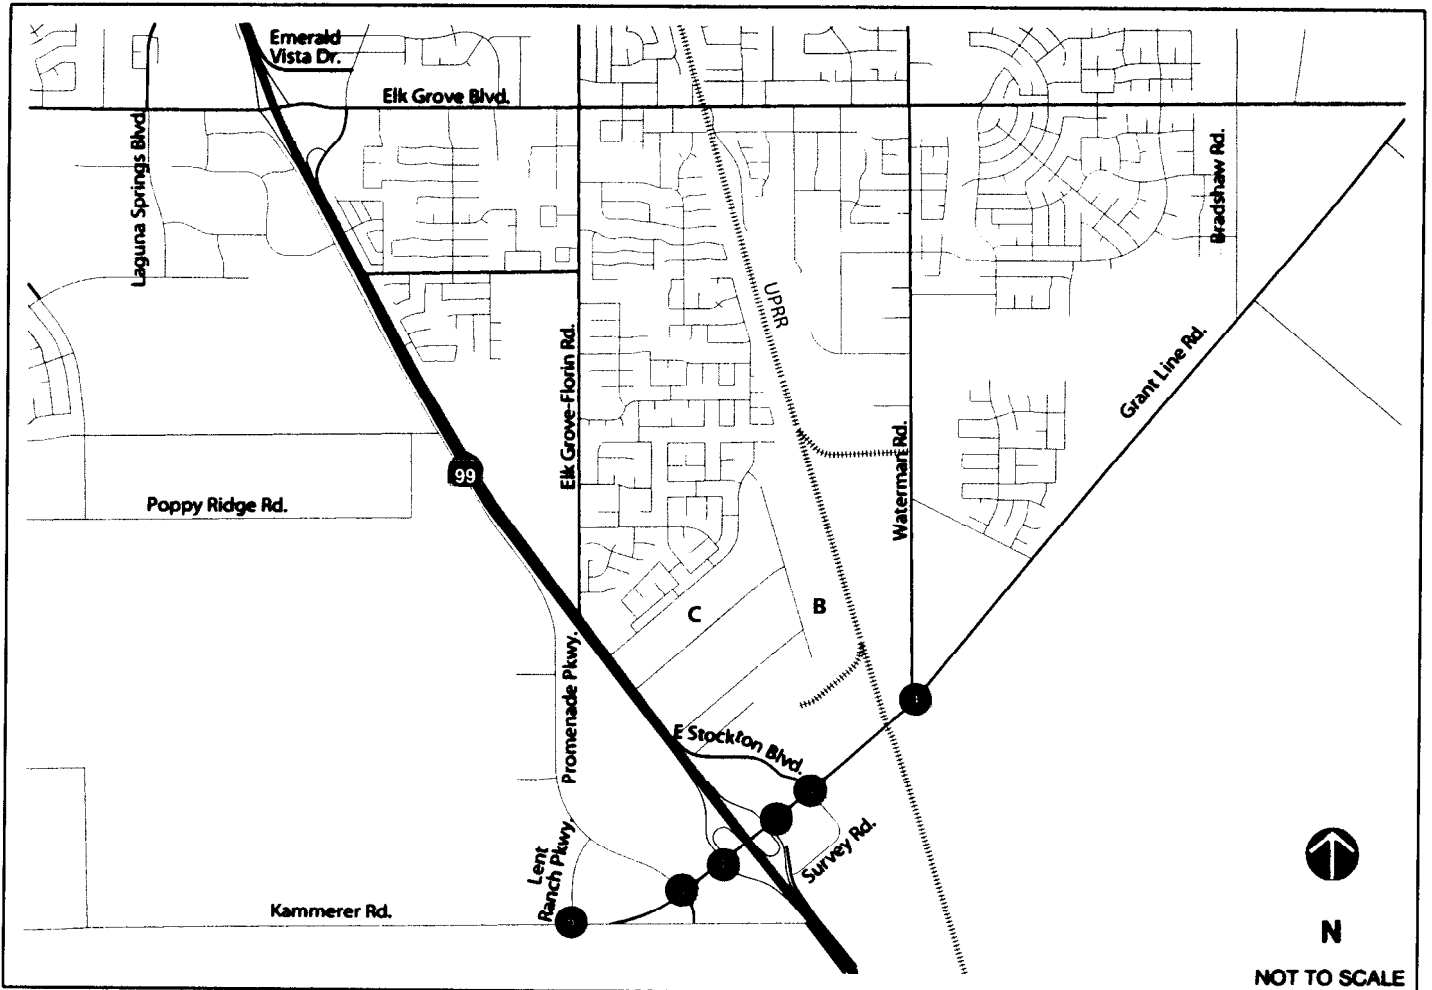 Emerald
Vista Dr.
Elk Grove Blvd.
Laguna Springs Blvd.
Bradshaw Rd.
UPRR
Elk Grove-Florin Rd.
Grant Line Rd.
Waterman Rd.
99
Poppy Ridge Rd.
C
B
Promenade Pkwy.
E Stockton Blvd.
Survey Rd.
Lent
Ranch Pkwy.
Kammerer Rd.
N
NOT TO SCALE